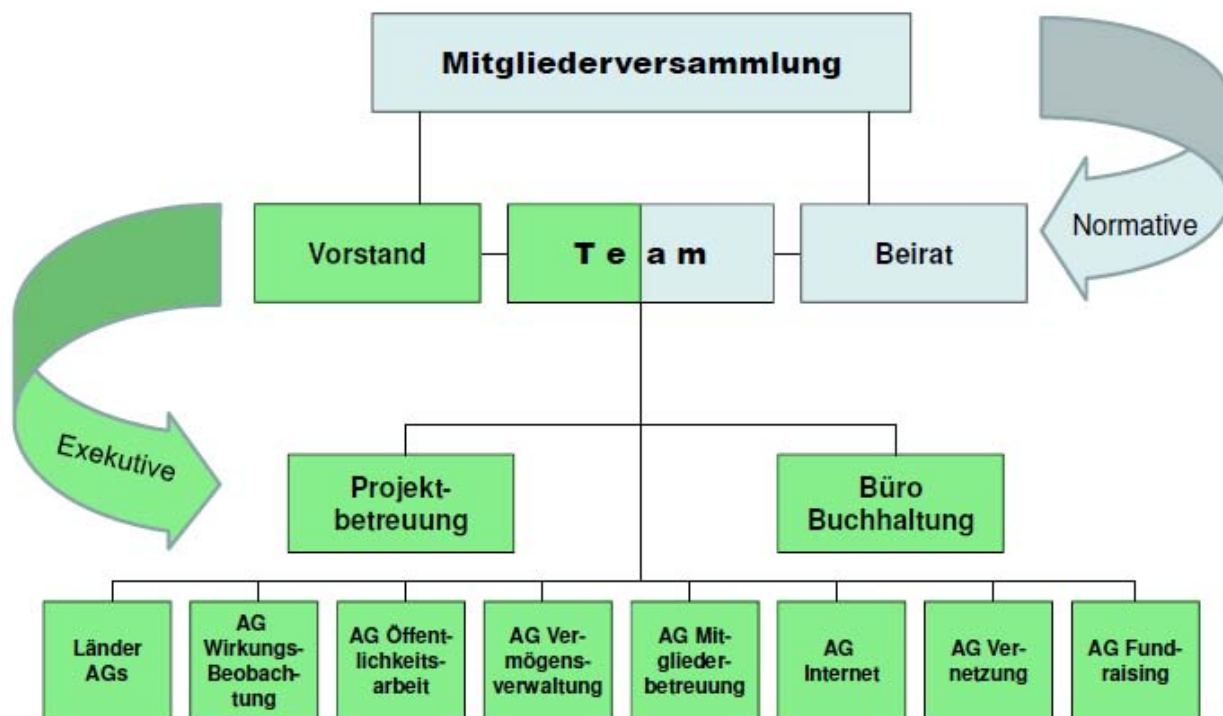 Mitgliederversammlung
Normative
Vorstand
Team
Beirat
Exekutive
Projekt-
betreuung
Büro
Buchhaltung
Länder
AGs
AG
Wirkungs-
Beobach-
tung
AG Öffent-
lichkeits-
arbeit
AG Ver-
mögens-
verwaltung
AG Mit-
glieder-
betreuung
AG
Internet
AG Ver-
netzung
AG Fund-
raising